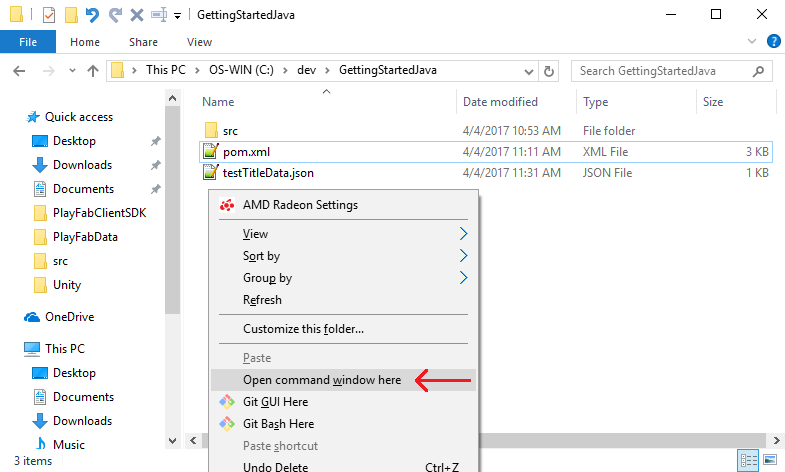 GettingStartedJava
File Home Share View
This PC OS-WIN (C:) dev GettingStartedJava Search GettingStartedJava
Name Date modified Type Size
Quick access
Desktop
Downloads
Documents
PlayFabClientSDK
PlayFabData
src
Unity
OneDrive
This PC
Desktop
Documents
Downloads
Music
src 4/4/2017 10:53 AM File folder
pom.xml 4/4/2017 11:11 AM XML File 3 KB
testTitleData.json 4/4/2017 11:31 AM JSON File 1 KB
AMD Radeon Settings
View
Sort by
Group by
Refresh
Customize this folder...
Paste
Open command window here
Git GUI Here
Git Bash Here
Paste shortcut
Undo Delete Ctrl+Z
3 items